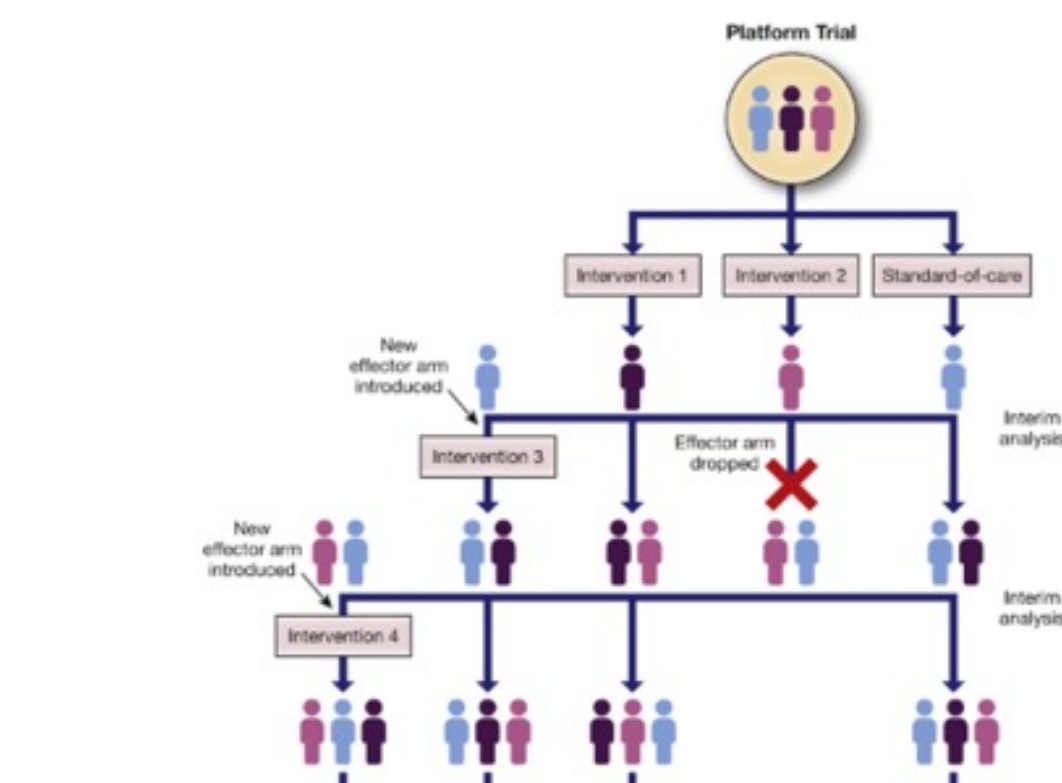 Platform Trial
Intervention 1
Intervention 2
Standard-of-care
New
effector arm
introduced
Interim
analysis
Effector arm
dropped
Intervention 3
New
effector arm
introduced
Interim
analysis
Intervention 4